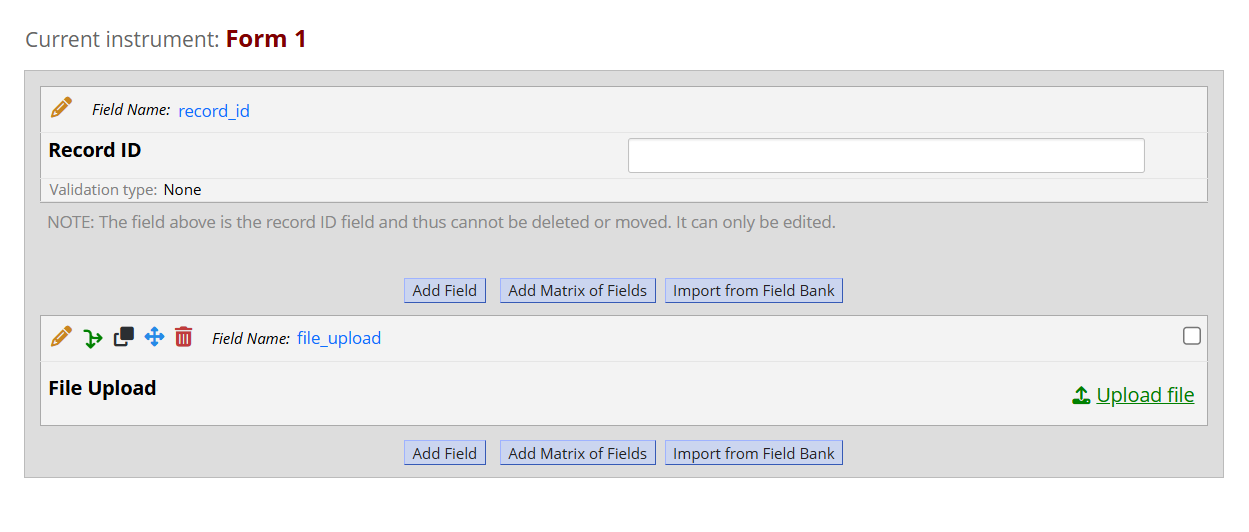 Current instrument: Form 1
Field Name: record_id
Record ID
Validation type: None
NOTE: The field above is the record ID field and thus cannot be deleted or moved. It can only be edited.
Add Field Add Matrix of Fields Import from Field Bank
Field Name: file_upload
File Upload Upload file
Add Field Add Matrix of Fields Import from Field Bank